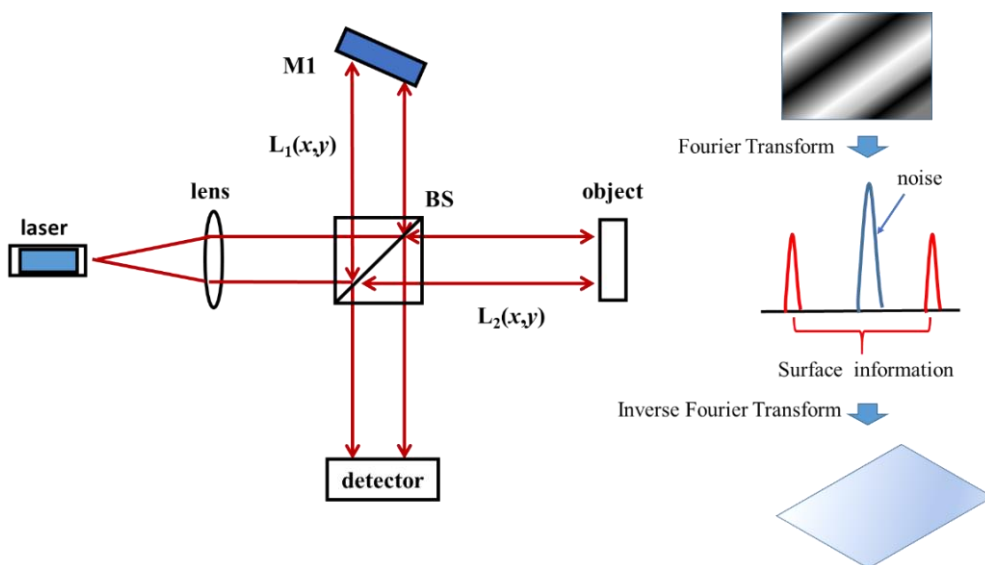 M1
L₁(x,y)
lens
BS
object
laser
L₂(x,y)
detector
Fourier Transform
noise
Surface information
Inverse Fourier Transform